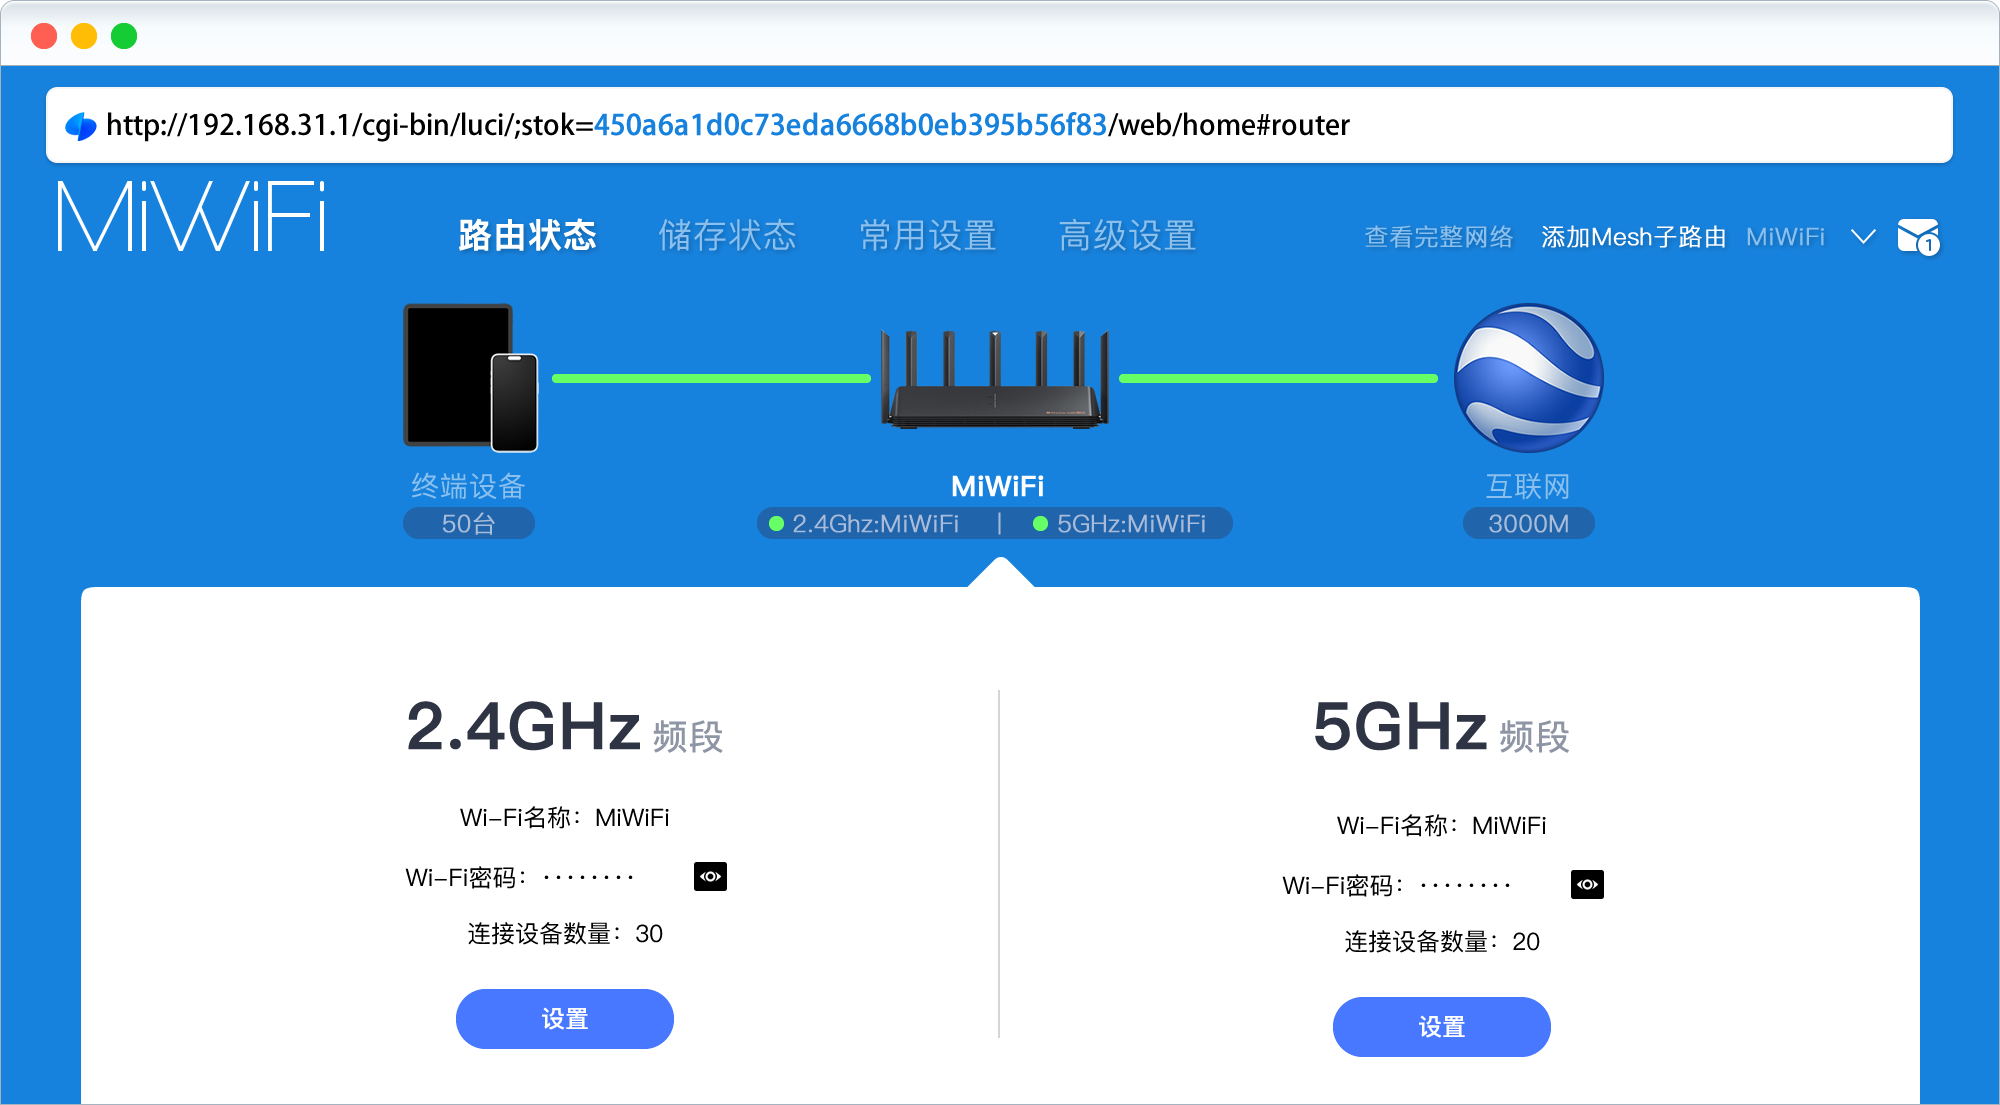 http://192.168.31.1/cgi-bin/luci/;stok=450a6a1d0c73eda6668b0eb395b56f83/web/home#router
MiWiFi
路由状态 储存状态 常用设置 高级设置 查看完整网络 添加Mesh子路由 MiWiFi 1
终端设备 MiWiFi 互联网
50台 2.4Ghz:MiWiFi | 5GHz:MiWiFi 3000M
2.4GHz 频段
Wi-Fi名称：MiWiFi
Wi-Fi密码：········
连接设备数量：30
设置
5GHz 频段
Wi-Fi名称：MiWiFi
Wi-Fi密码：········
连接设备数量：20
设置